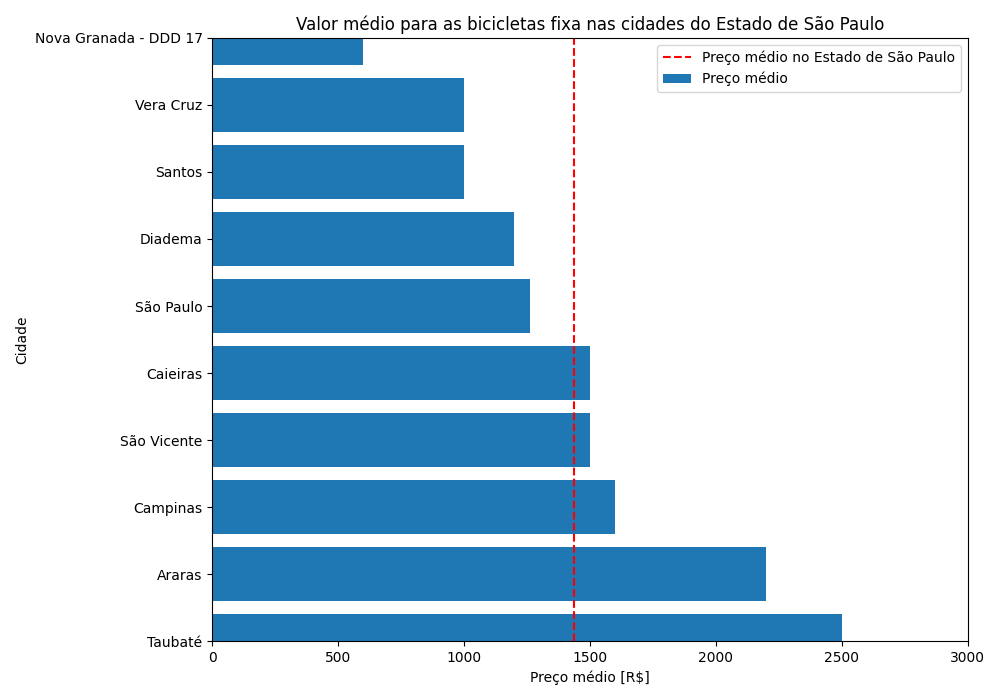 Valor médio para as bicicletas fixa nas cidades do Estado de São Paulo
Preço médio no Estado de São Paulo
Preço médio
Cidade
Nova Granada - DDD 17
Vera Cruz
Santos
Diadema
São Paulo
Caieiras
São Vicente
Campinas
Araras
Taubaté
0 500 1000 1500 2000 2500 3000
Preço médio [R$]